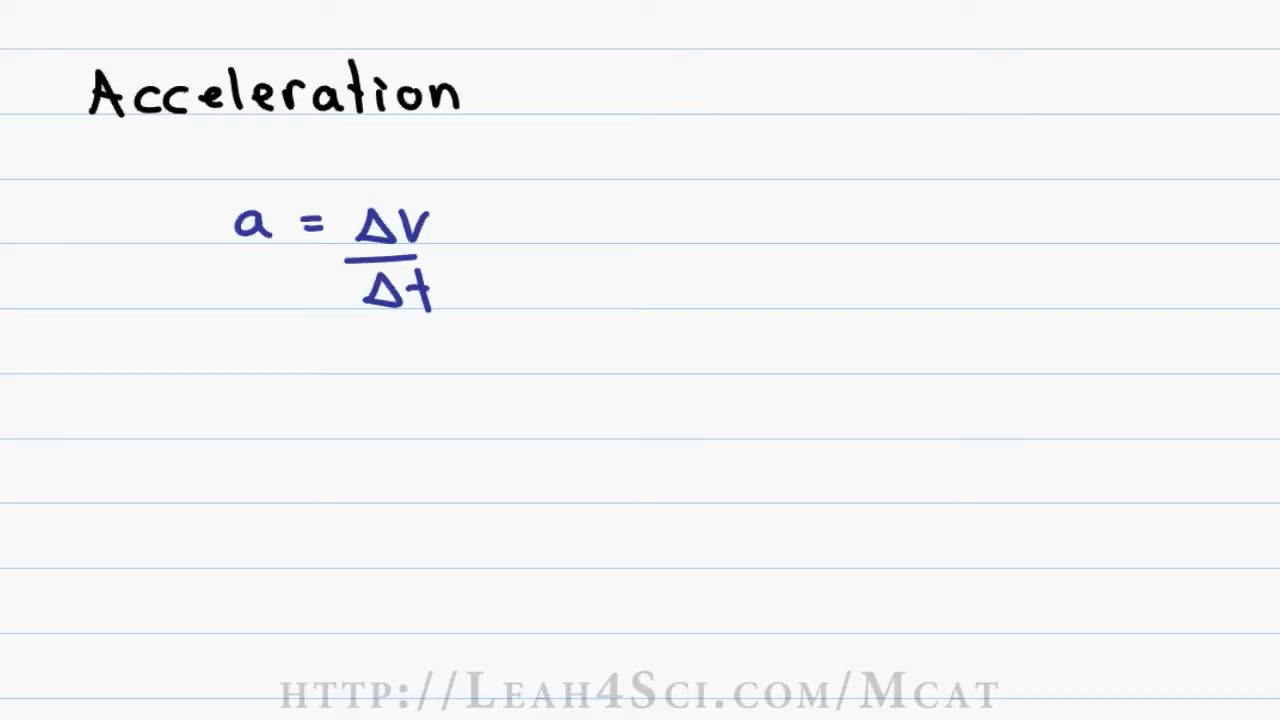 Acceleration
a = Δv
Δt
http://Leah4Sci.com/Mcat